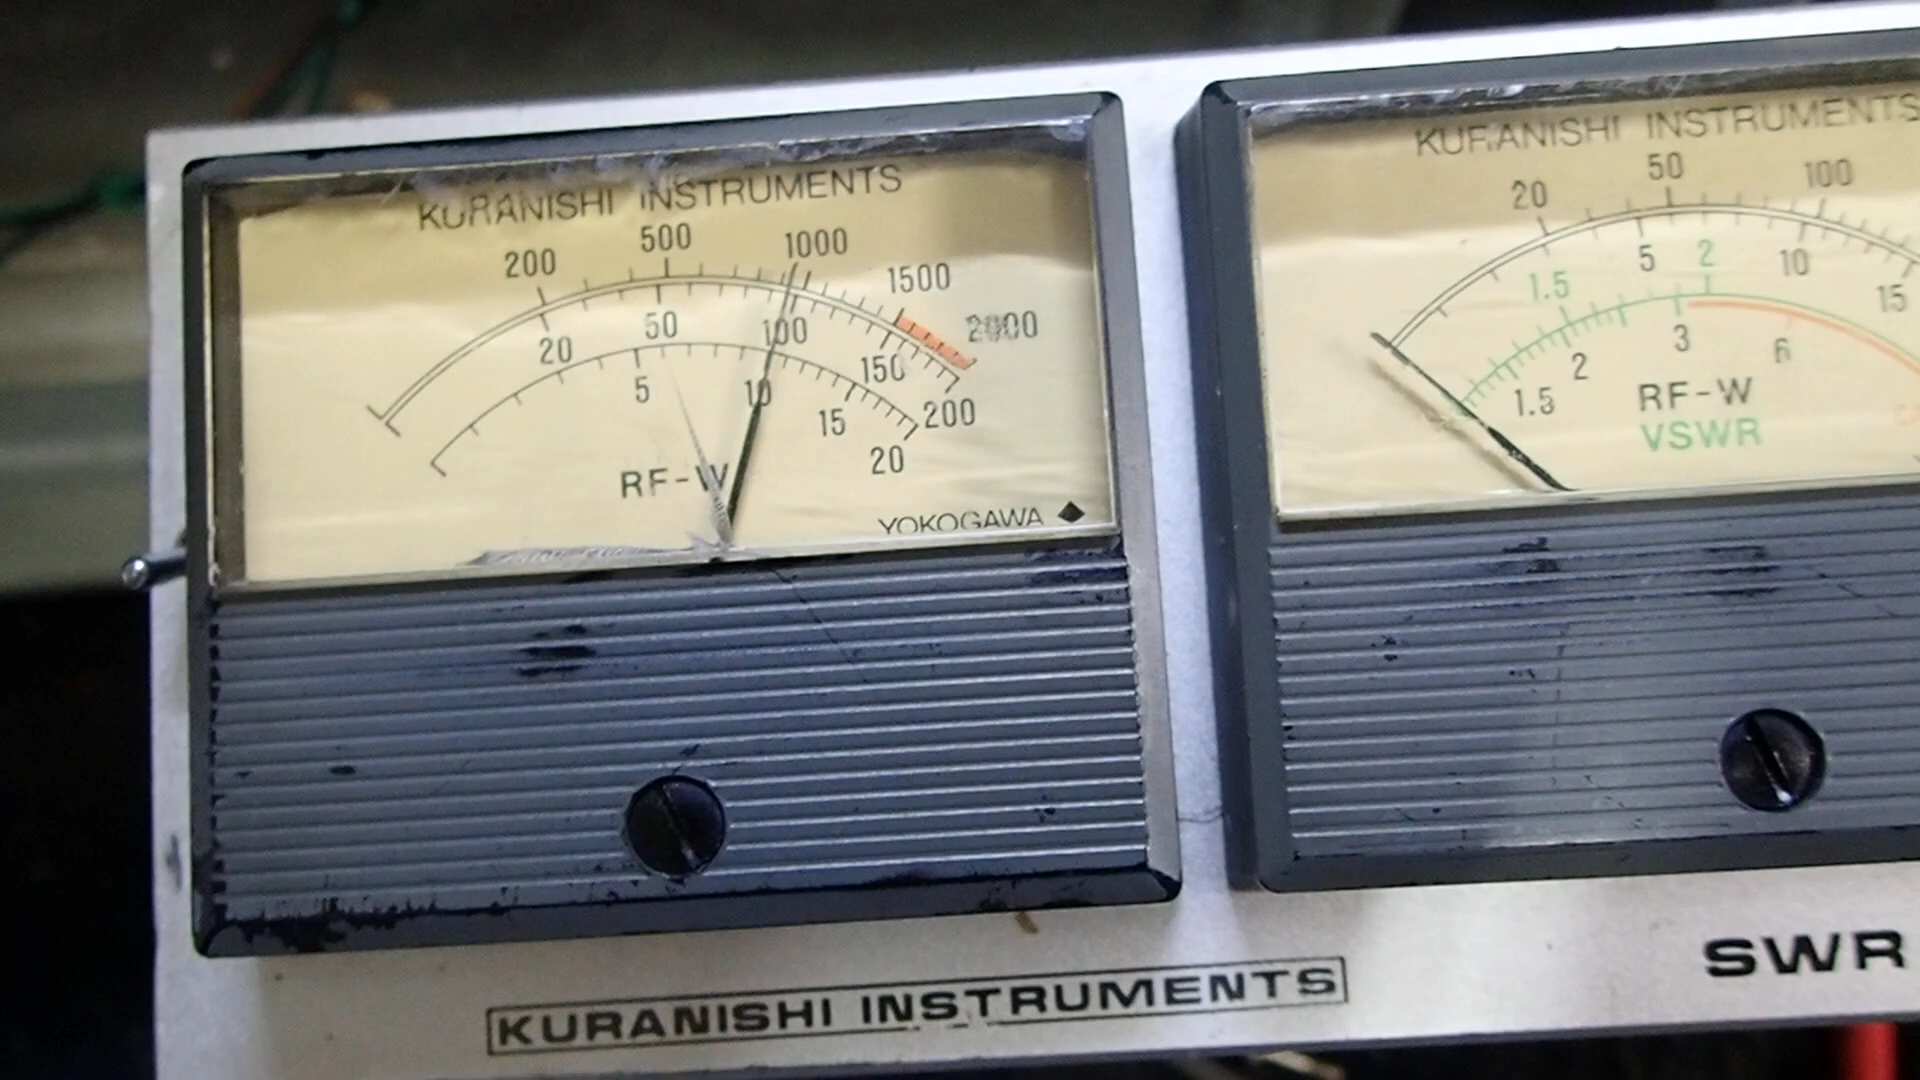 KURANISHI INSTRUMENTS
200 500 1000 1500 2000
20 50 100 150 200
5 10 15 20
RF-W
YOKOGAWA
KURANISHI INSTRUMENTS
20 50 100
5 10 15
1.5 2
1.5 2 3 6
RF-W
VSWR
KURANISHI INSTRUMENTS
SWR